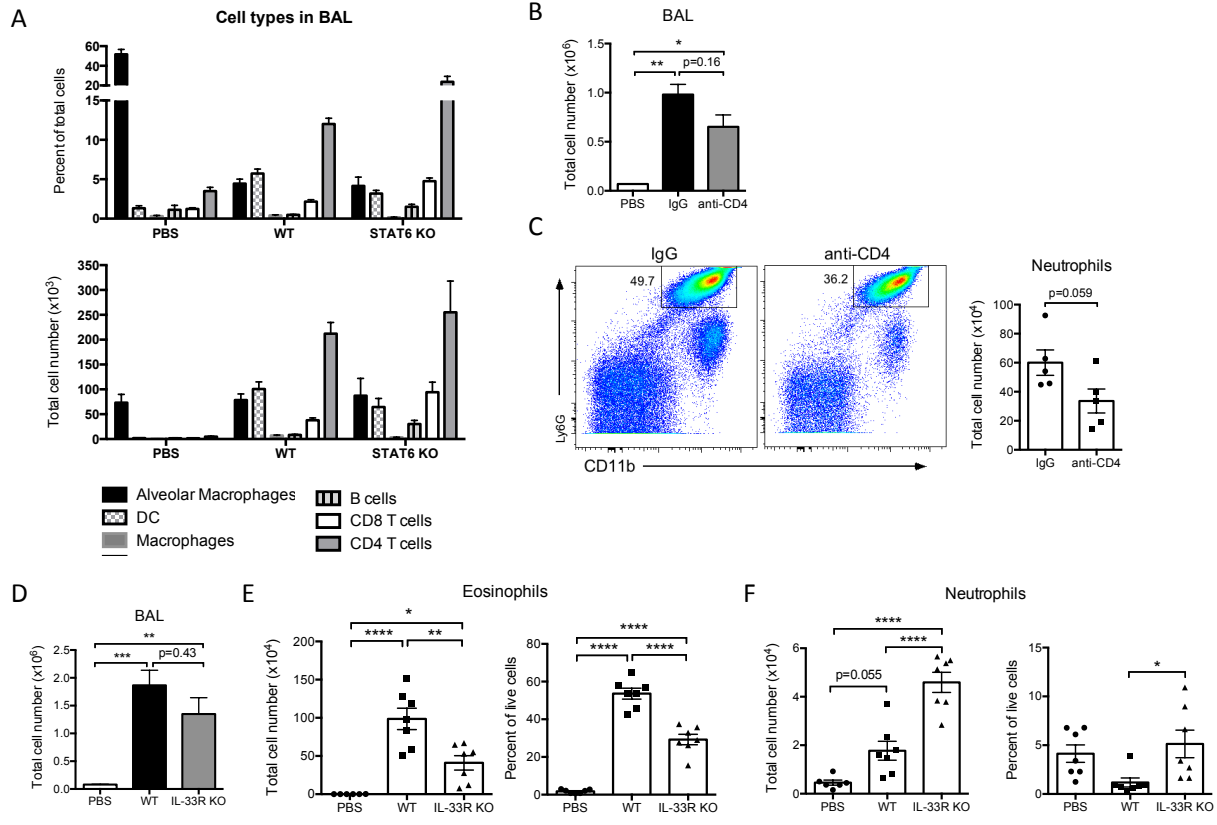 A
Cell types in BAL
Percent of total cells
60
40
20
15
10
5
0
PBS
WT
STAT6 KO
Total cell number (x10³)
350
300
250
200
150
100
50
0
PBS
WT
STAT6 KO
Alveolar Macrophages
DC
Macrophages
B cells
CD8 T cells
CD4 T cells
B
BAL
Total cell number (x10⁶)
1.5
1.0
0.5
0.0
*
**
p=0.16
PBS
IgG
anti-CD4
C
IgG
anti-CD4
49.7
36.2
Ly6G
CD11b
Neutrophils
p=0.059
Total cell number (x10⁴)
100
80
60
40
20
0
IgG
anti-CD4
D
BAL
Total cell number (x10⁶)
2.5
2.0
1.5
1.0
0.5
0.0
**
***
p=0.43
PBS
WT
IL-33R KO
E
Eosinophils
Total cell number (x10⁴)
200
150
100
50
0
*
****
**
PBS
WT
IL-33R KO
Percent of live cells
80
60
40
20
0
****
****
****
PBS
WT
IL-33R KO
F
Neutrophils
Total cell number (x10⁴)
6
4
2
0
****
****
p=0.055
PBS
WT
IL-33R KO
Percent of live cells
15
10
5
0
*
PBS
WT
IL-33R KO